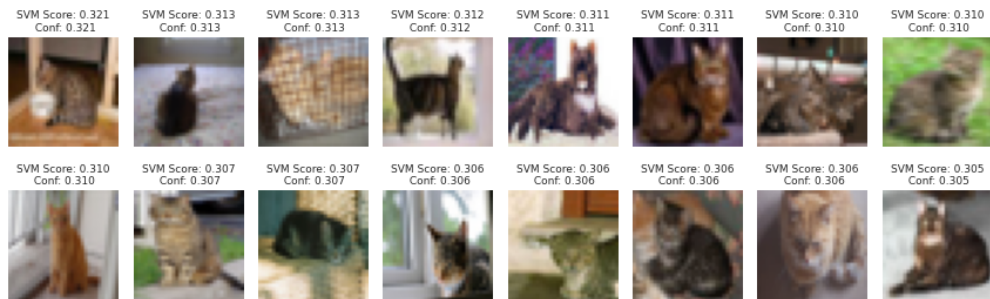 SVM Score: 0.321
Conf: 0.321
SVM Score: 0.313
Conf: 0.313
SVM Score: 0.313
Conf: 0.313
SVM Score: 0.312
Conf: 0.312
SVM Score: 0.311
Conf: 0.311
SVM Score: 0.311
Conf: 0.311
SVM Score: 0.310
Conf: 0.310
SVM Score: 0.310
Conf: 0.310
SVM Score: 0.310
Conf: 0.310
SVM Score: 0.307
Conf: 0.307
SVM Score: 0.307
Conf: 0.307
SVM Score: 0.306
Conf: 0.306
SVM Score: 0.306
Conf: 0.306
SVM Score: 0.306
Conf: 0.306
SVM Score: 0.306
Conf: 0.306
SVM Score: 0.305
Conf: 0.305